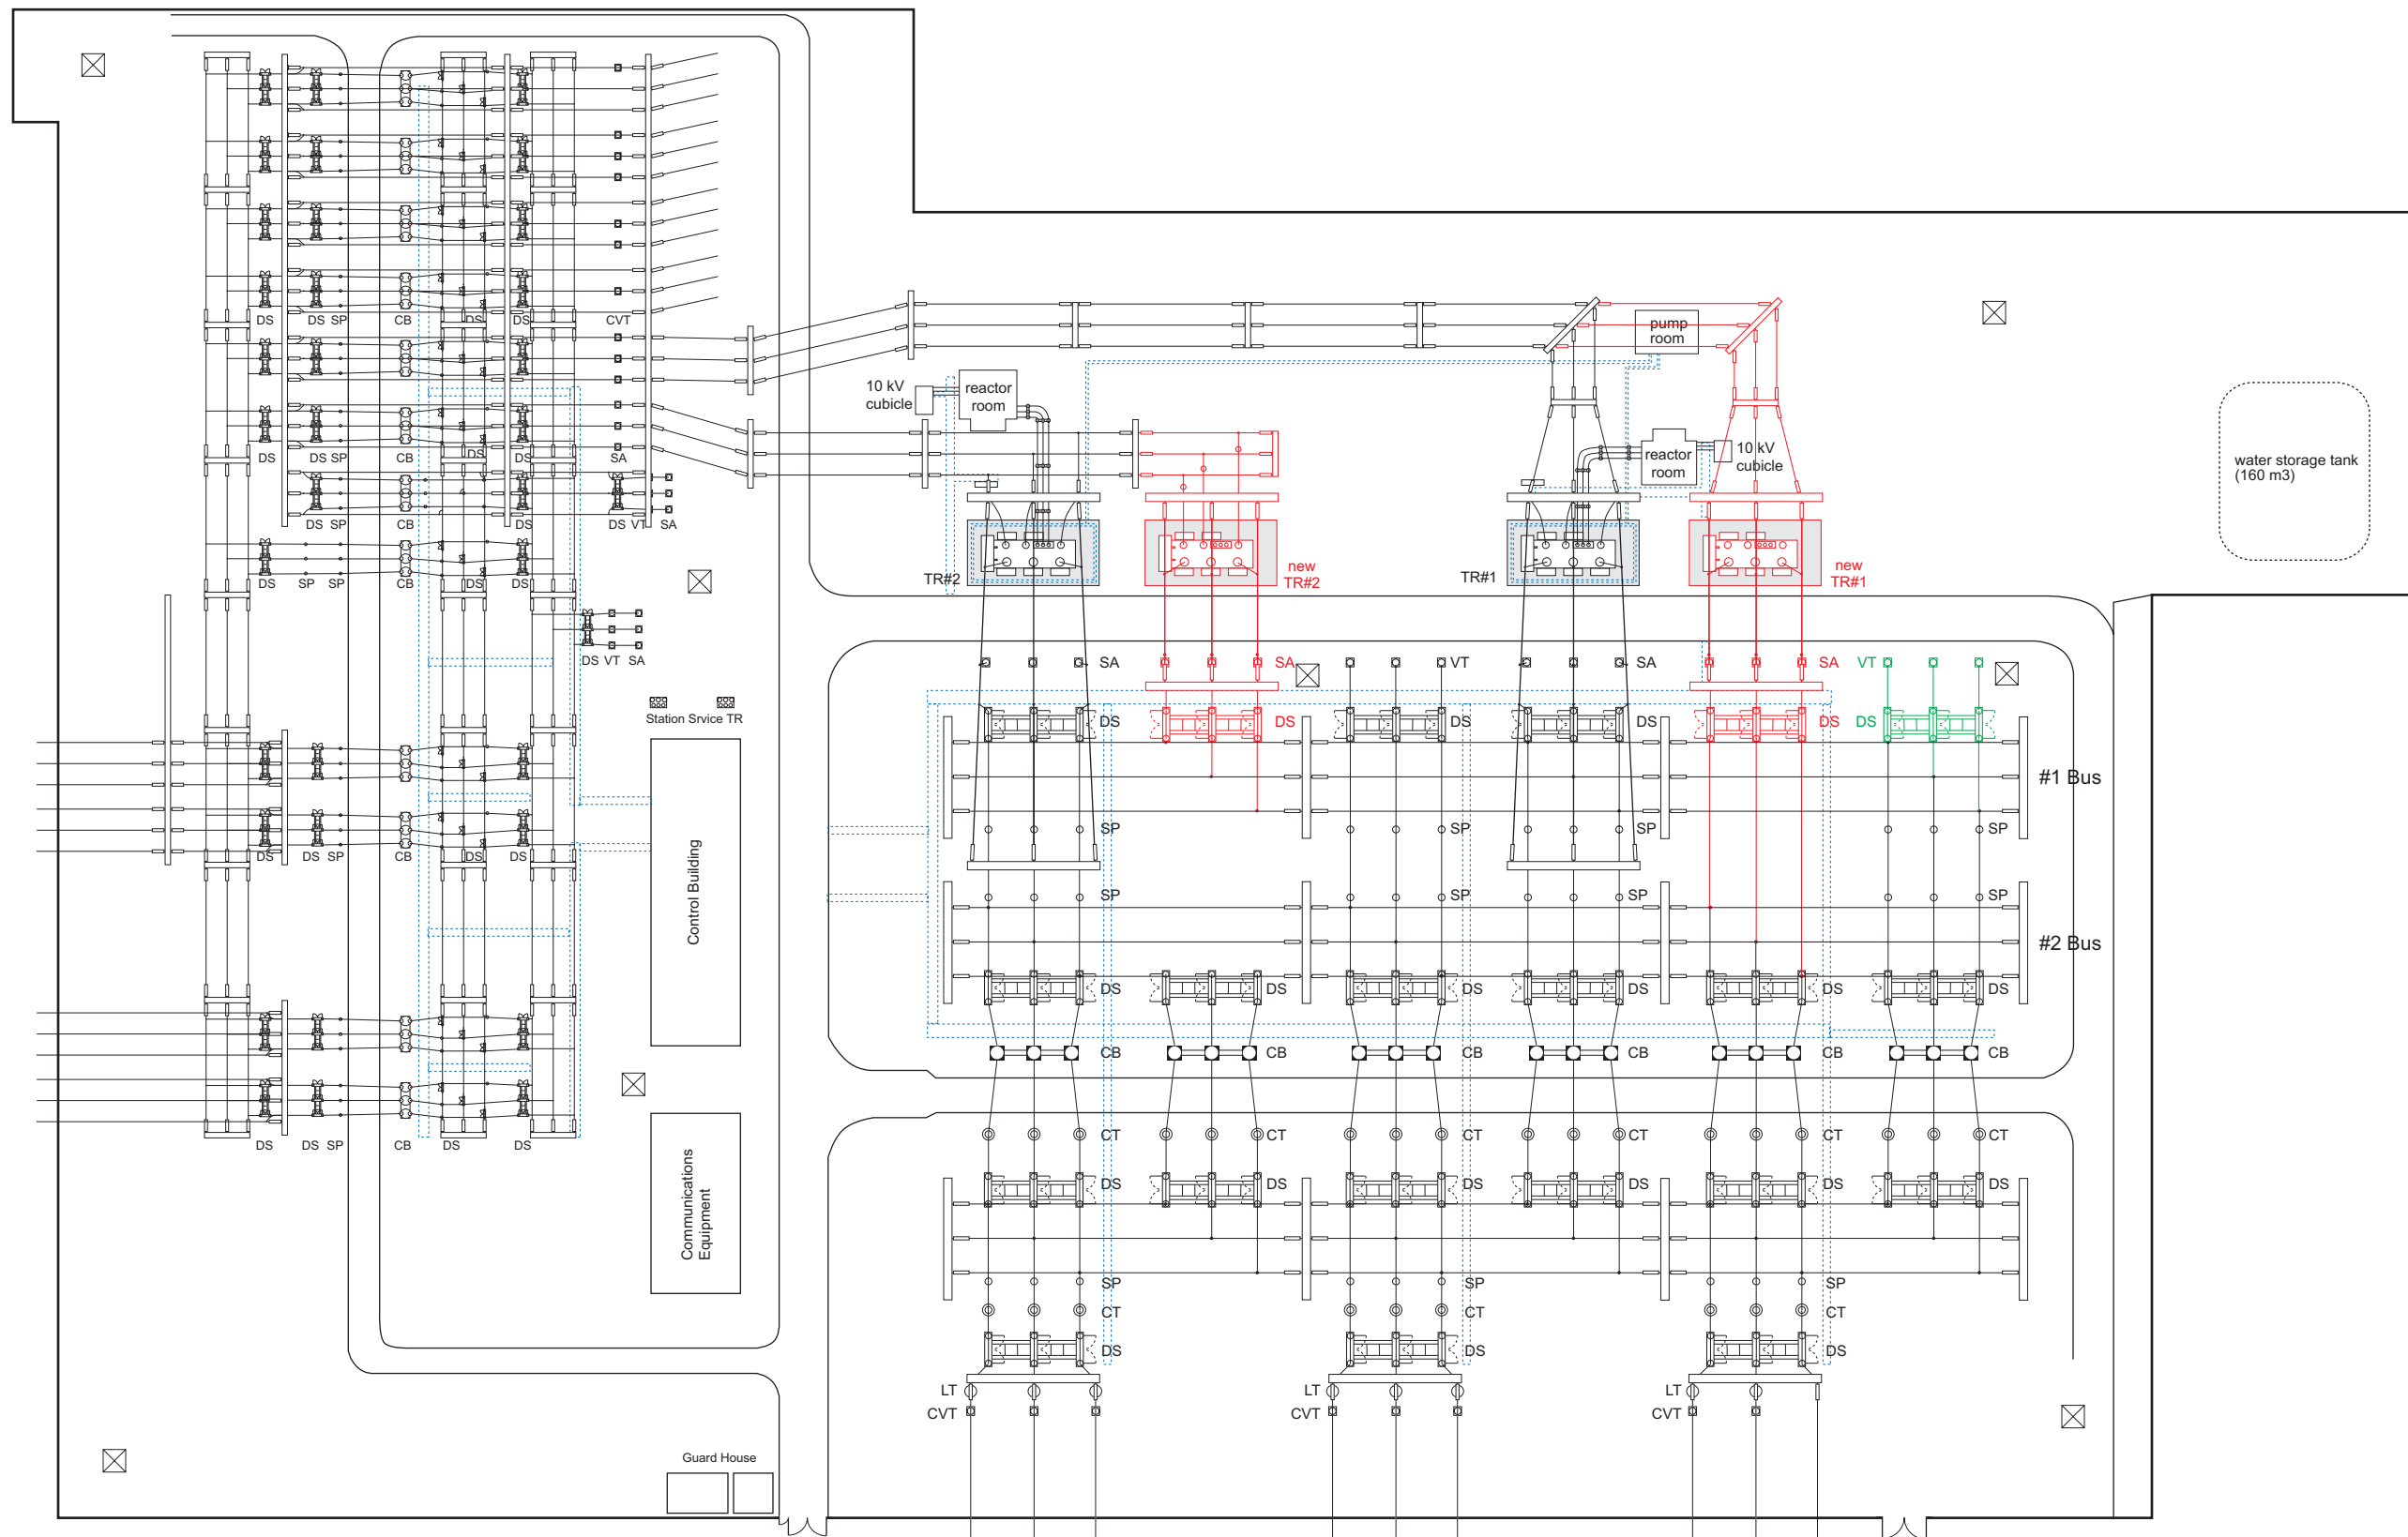 DS DS SP CB DS DS CVT
DS DS SP CB DS DS SA
DS SP CB DS DS VT SA
DS SP SP CB DS DS
DS VT SA
Station Srvice TR
DS DS SP CB DS DS
Control Building
DS DS SP CB DS DS
Communications
Equipment
Guard House
pump
room
10 kV
cubicle
reactor
room
reactor
room
10 kV
cubicle
water storage tank
(160 m3)
TR#2
new
TR#2
TR#1
new
TR#1
SA SA VT SA SA VT
DS DS DS DS DS DS
#1 Bus
SP SP SP
SP SP SP
#2 Bus
DS DS DS DS DS DS
CB CB CB CB CB CB
CT CT CT CT CT CT
DS DS DS DS DS DS
SP SP SP
CT CT CT
DS DS DS
LT LT LT
CVT CVT CVT